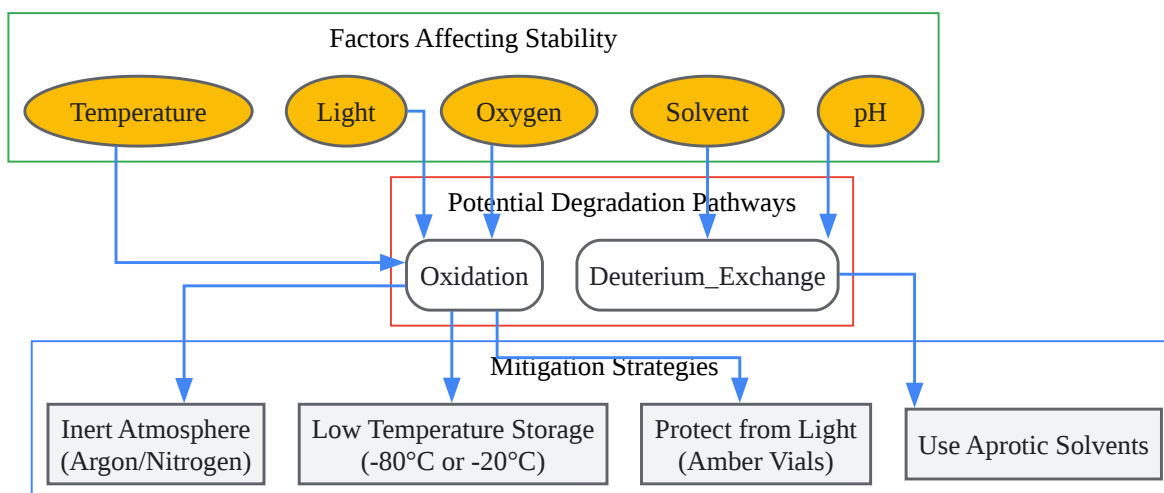 Factors Affecting Stability
Temperature
Light
Oxygen
Solvent
pH
Potential Degradation Pathways
Oxidation
Deuterium_Exchange
Mitigation Strategies
Inert Atmosphere
(Argon/Nitrogen)
Low Temperature Storage
(-80°C or -20°C)
Protect from Light
(Amber Vials)
Use Aprotic Solvents